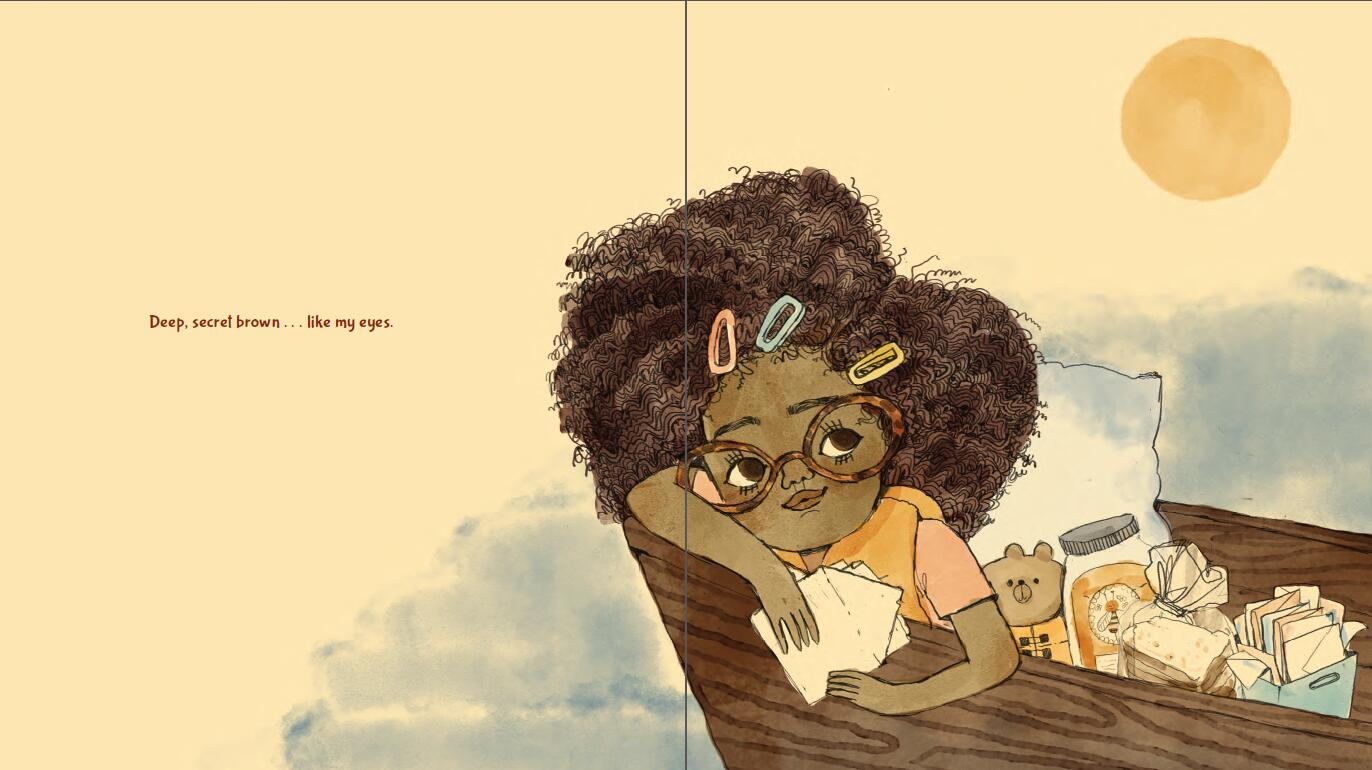 Deep, secret brown . . . like my eyes.